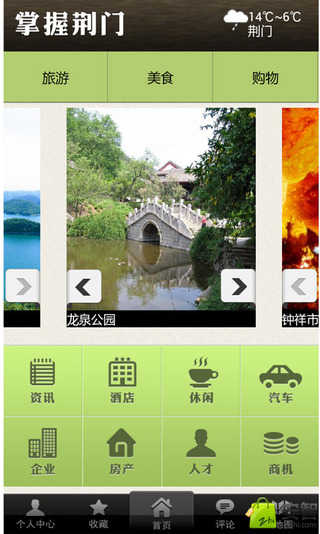 掌握荆门
14℃~6℃
荆门
旅游
美食
购物
龙泉公园
钟祥市
资讯
酒店
休闲
汽车
企业
房产
人才
商机
个人中心
收藏
首页
评论
地图